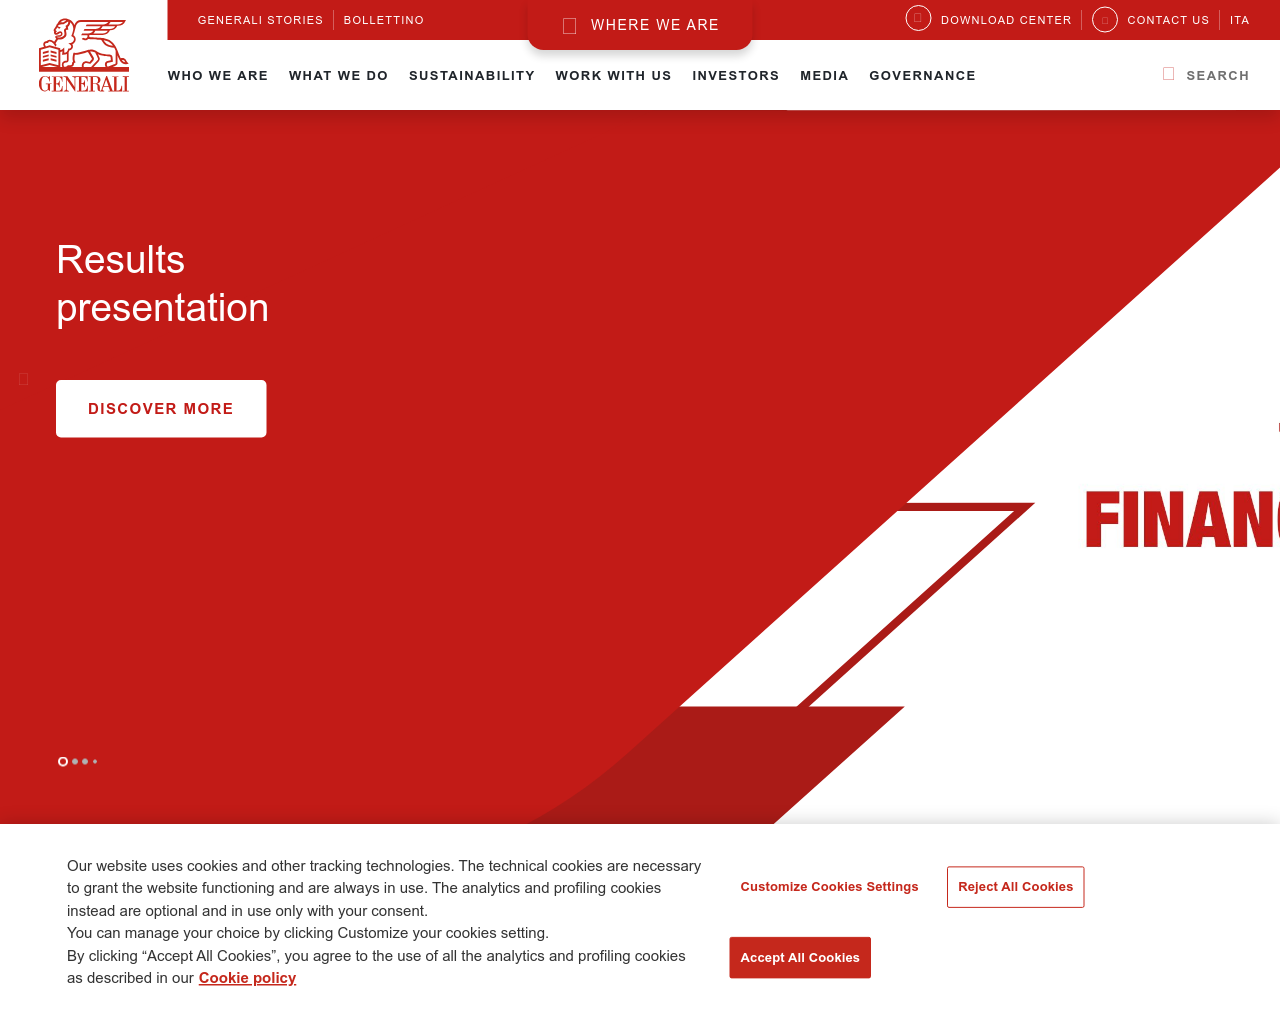 GENERALI STORIES
BOLLETTINO
WHERE WE ARE
DOWNLOAD CENTER
CONTACT US
ITA
GENERALI
WHO WE ARE
WHAT WE DO
SUSTAINABILITY
WORK WITH US
INVESTORS
MEDIA
GOVERNANCE
SEARCH
Results
presentation
DISCOVER MORE
Our website uses cookies and other tracking technologies. The technical cookies are necessary
to grant the website functioning and are always in use. The analytics and profiling cookies
instead are optional and in use only with your consent.
You can manage your choice by clicking Customize your cookies setting.
By clicking “Accept All Cookies”, you agree to the use of all the analytics and profiling cookies
as described in our Cookie policy
Customize Cookies Settings
Reject All Cookies
Accept All Cookies